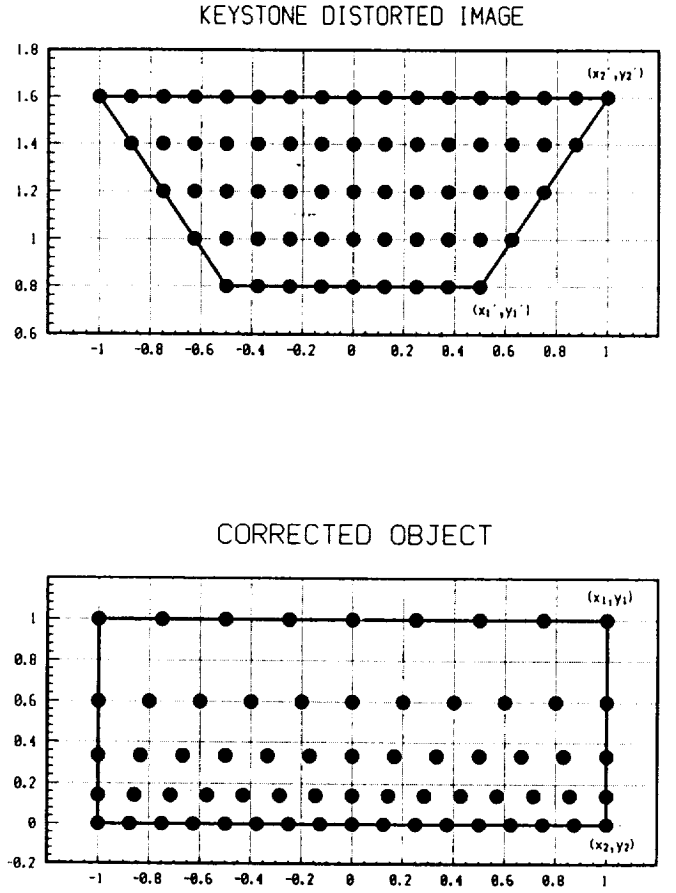 KEYSTONE DISTORTED IMAGE
1.8
(x₂′,y₂′)
1.6
1.4
1.2
1
0.8
(x₁′,y₁′)
0.6
-1 -0.8 -0.6 -0.4 -0.2 0 0.2 0.4 0.6 0.8 1
CORRECTED OBJECT
(x₁,y₁)
1
0.8
0.6
0.4
0.2
0
(x₂,y₂)
-0.2
-1 -0.8 -0.6 -0.4 -0.2 0 0.2 0.4 0.6 0.8 1